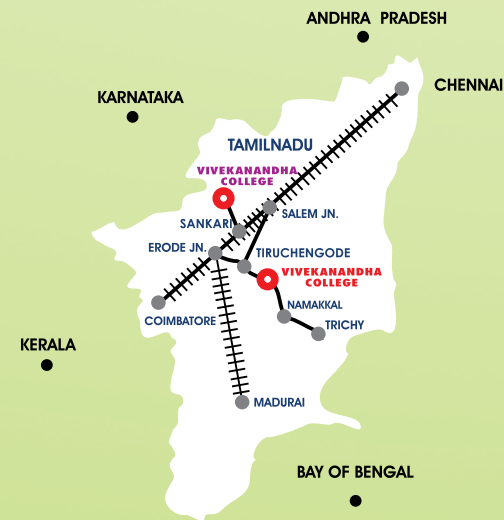 ANDHRA PRADESH
CHENNAI
KARNATAKA
TAMILNADU
VIVEKANANDHA
COLLEGE
SALEM JN.
SANKARI
ERODE JN.
TIRUCHENGODE
VIVEKANANDHA
COLLEGE
NAMAKKAL
COIMBATORE
TRICHY
KERALA
MADURAI
BAY OF BENGAL